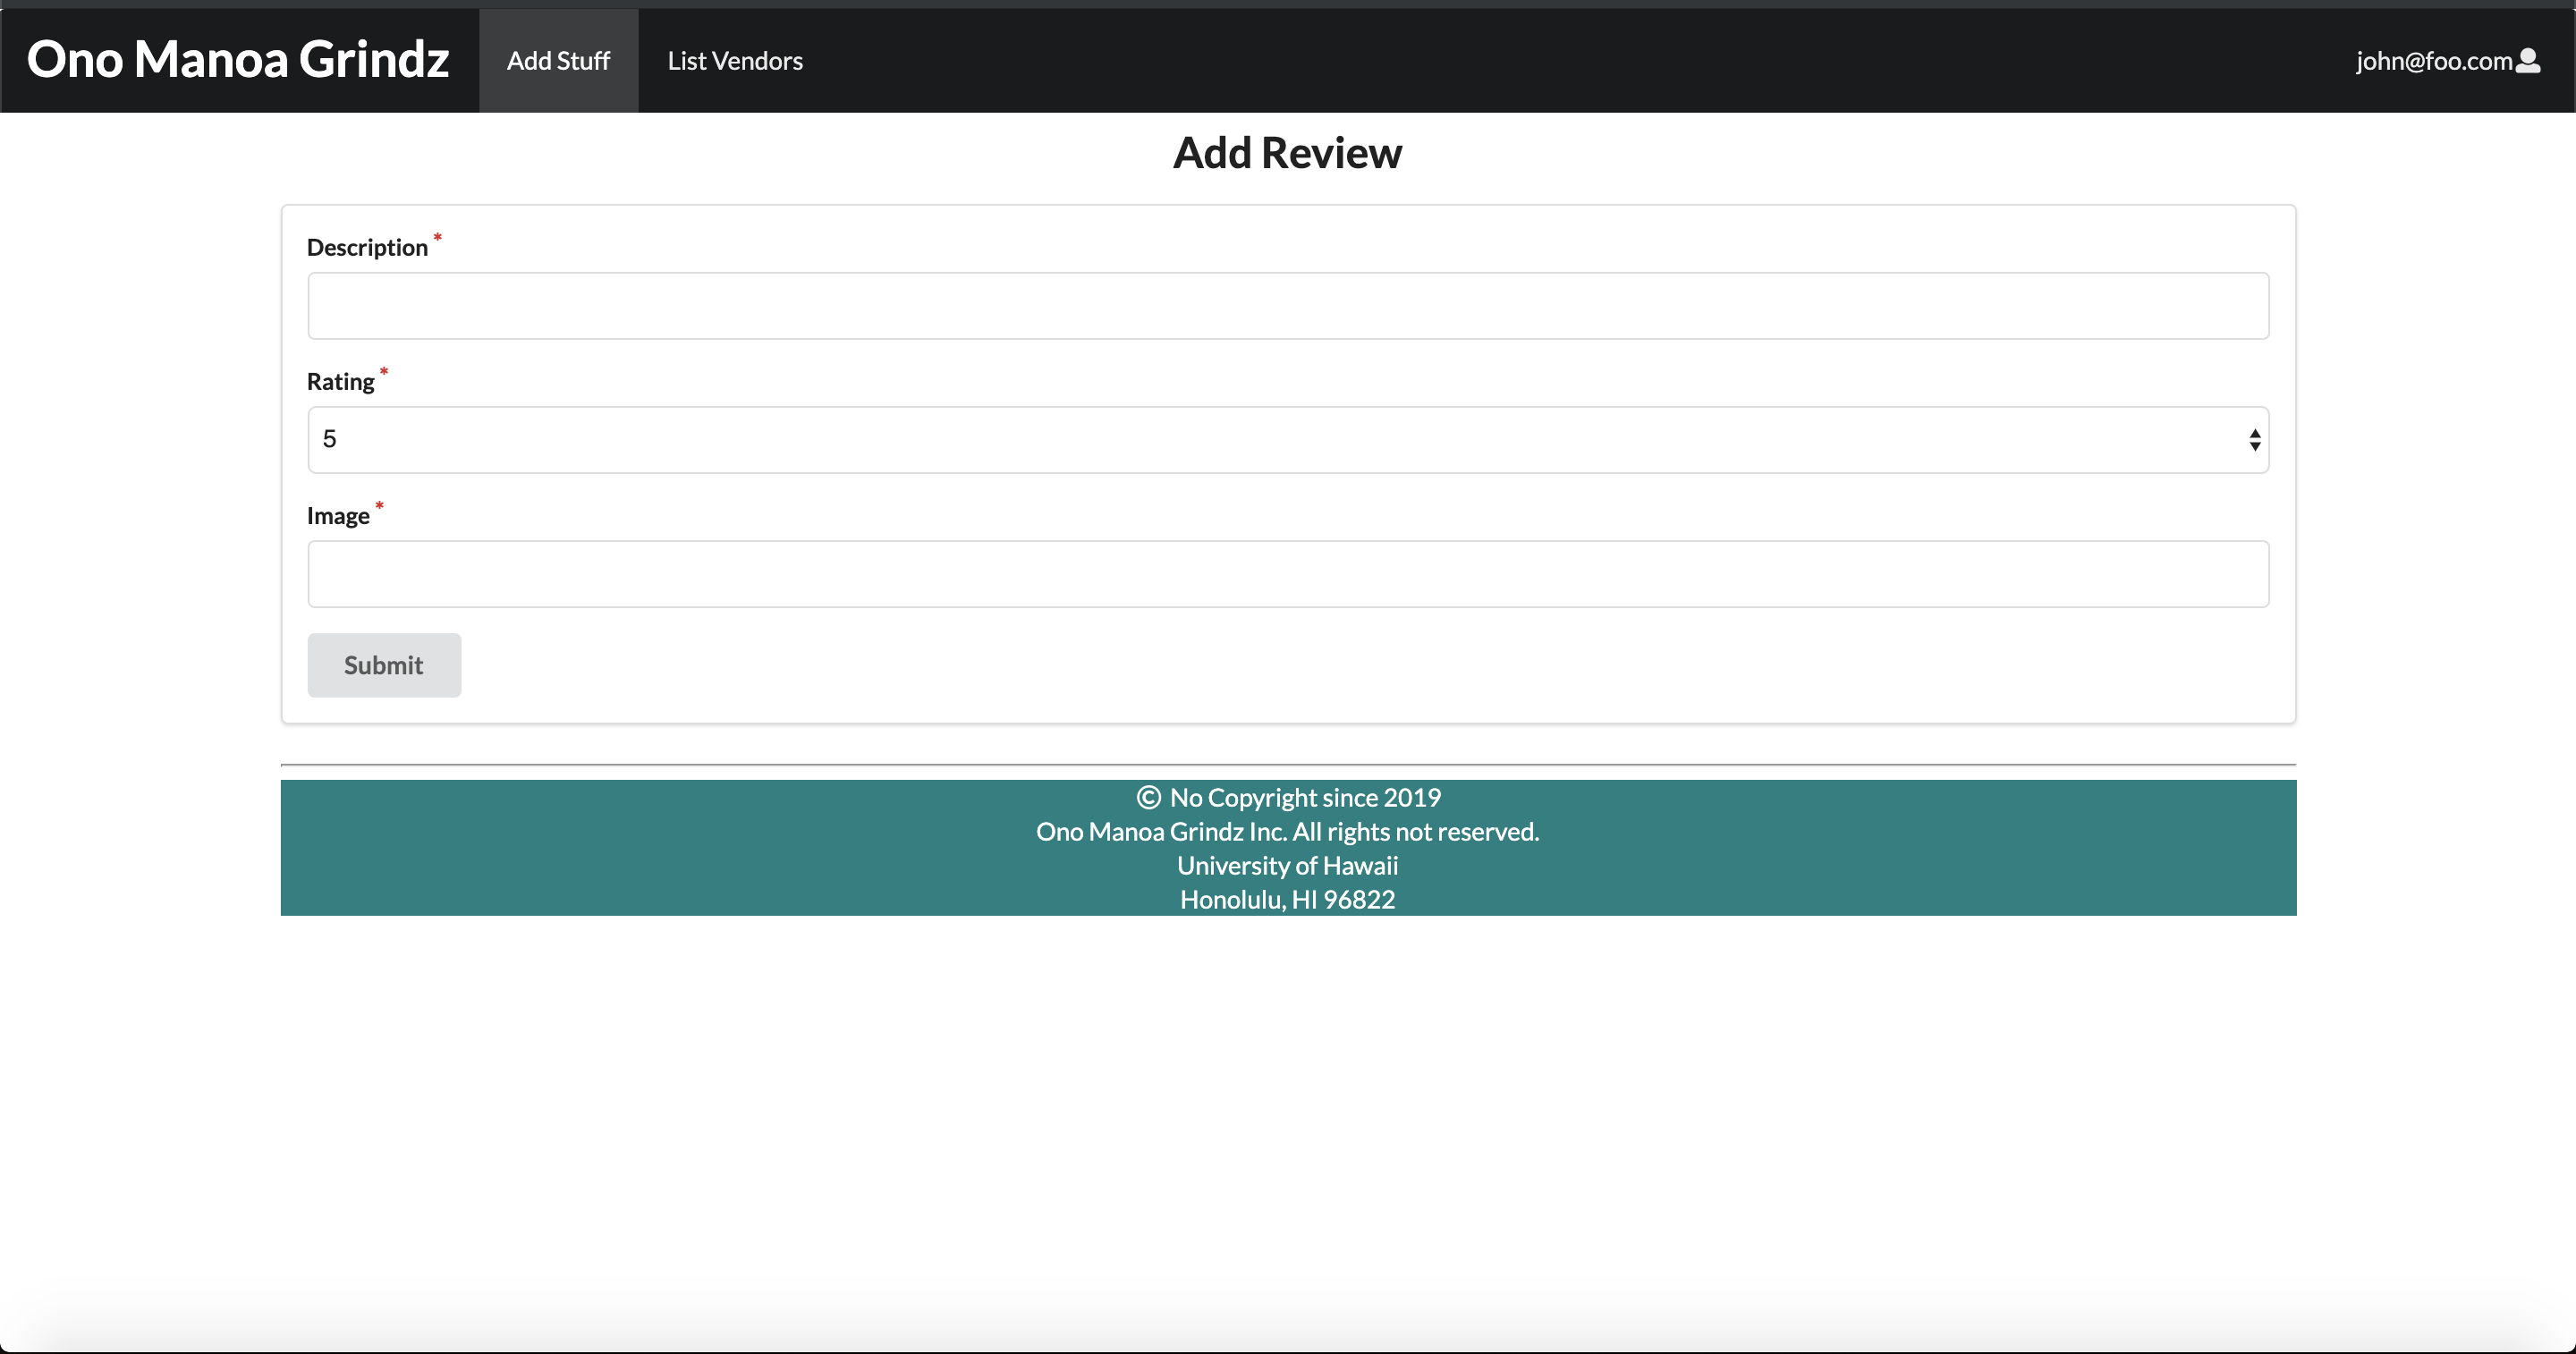 Ono Manoa Grindz Add Stuff List Vendors john@foo.com
Add Review
Description *
Rating *
5
Image *
Submit
© No Copyright since 2019
Ono Manoa Grindz Inc. All rights not reserved.
University of Hawaii
Honolulu, HI 96822